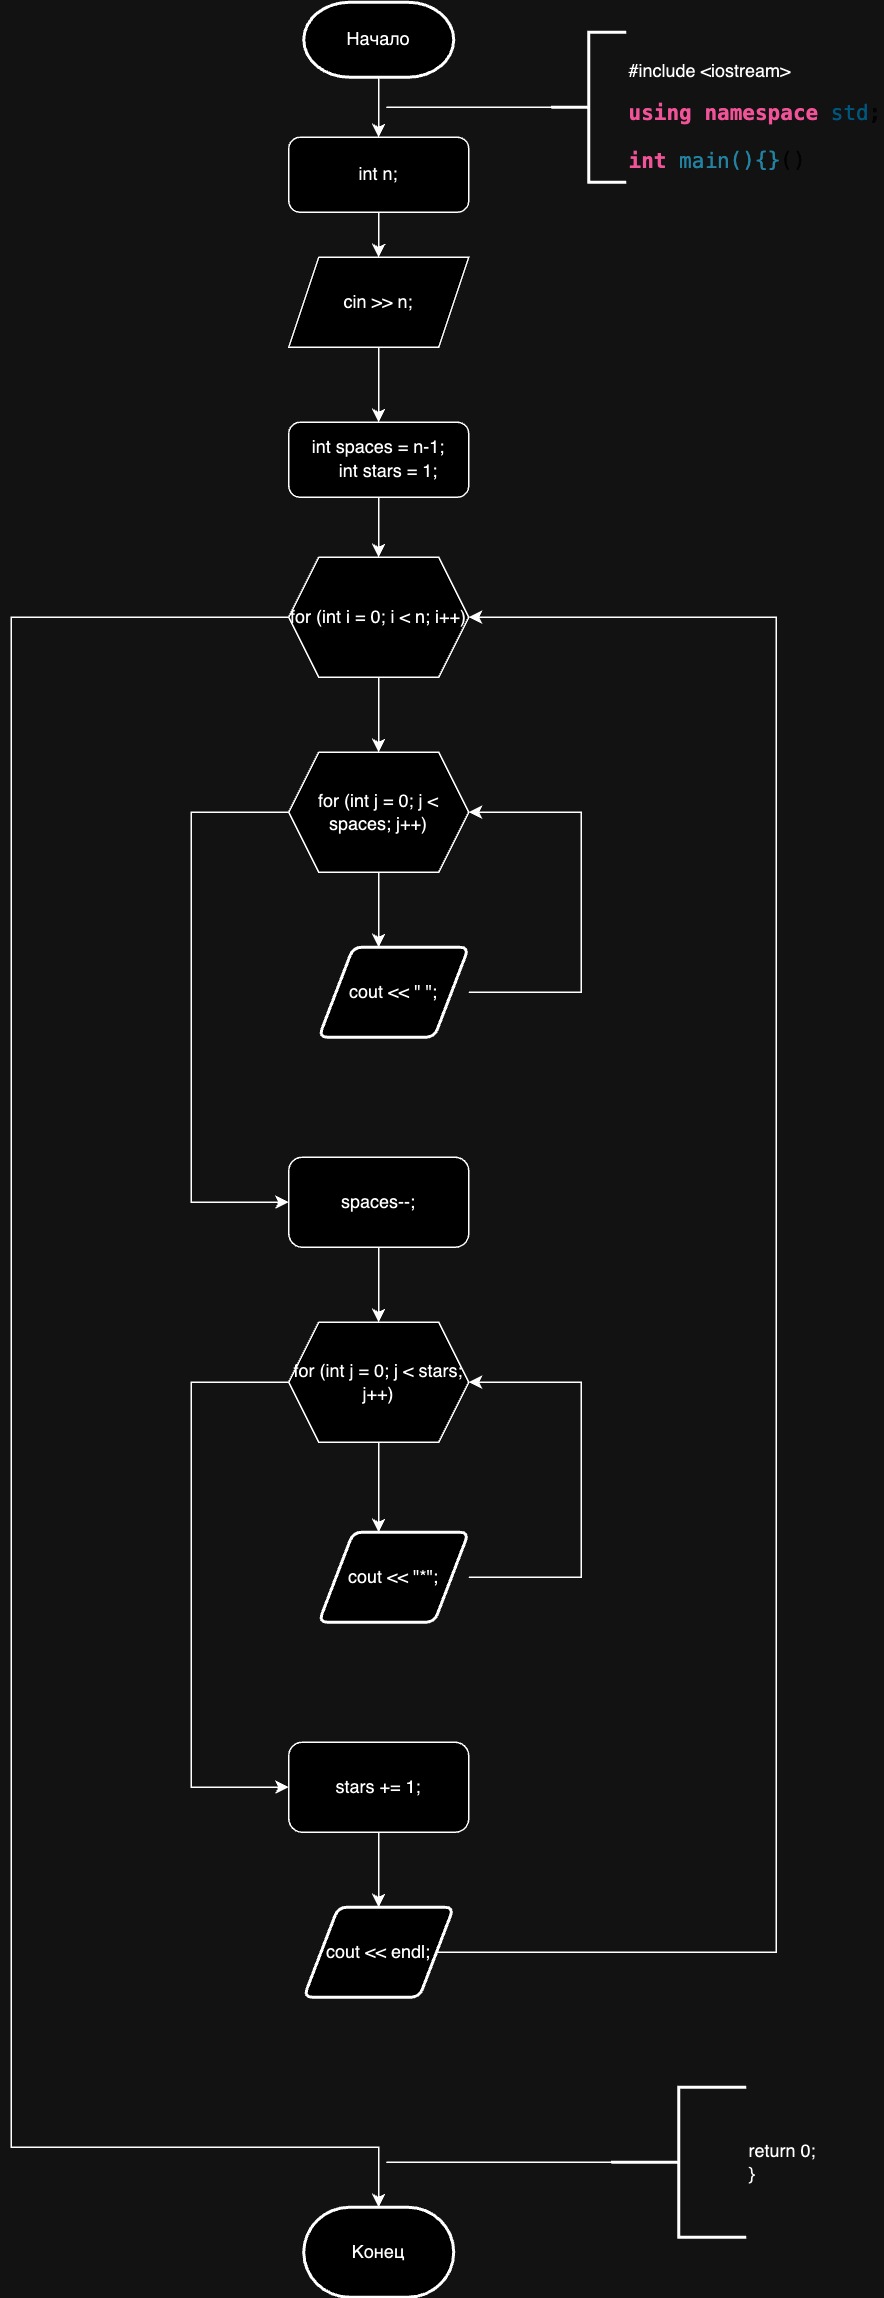 Начало
#include <iostream>
using namespace std;
int main(){}()
int n;
cin >> n;
int spaces = n-1;
int stars = 1;
for (int i = 0; i < n; i++)
for (int j = 0; j <
spaces; j++)
cout << " ";
spaces--;
for (int j = 0; j < stars;
j++)
cout << "*";
stars += 1;
cout << endl;
return 0;
}
Конец